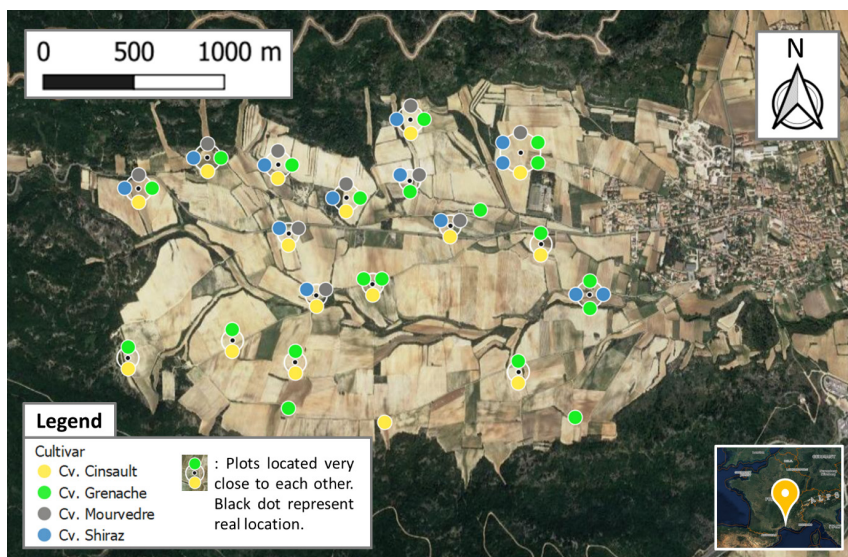 0 500 1000 m
N
Legend
Cultivar
Cv. Cinsault
Cv. Grenache
Cv. Mourvedre
Cv. Shiraz
: Plots located very
close to each other.
Black dot represent
real location.